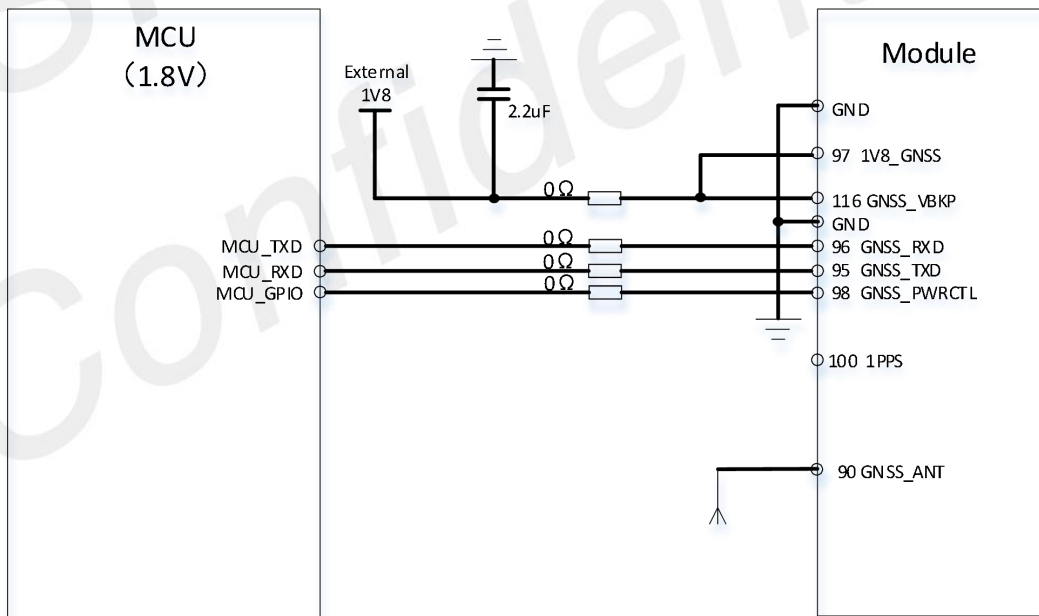 MCU
（1.8V）
External
1V8
2.2uF
Module
GND
97 1V8_GNSS
0Ω
116 GNSS_VBKP
GND
MCU_TXD
0Ω
96 GNSS_RXD
MCU_RXD
0Ω
95 GNSS_TXD
MCU_GPIO
0Ω
98 GNSS_PWRCTL
100 1PPS
90 GNSS_ANT
Confiden